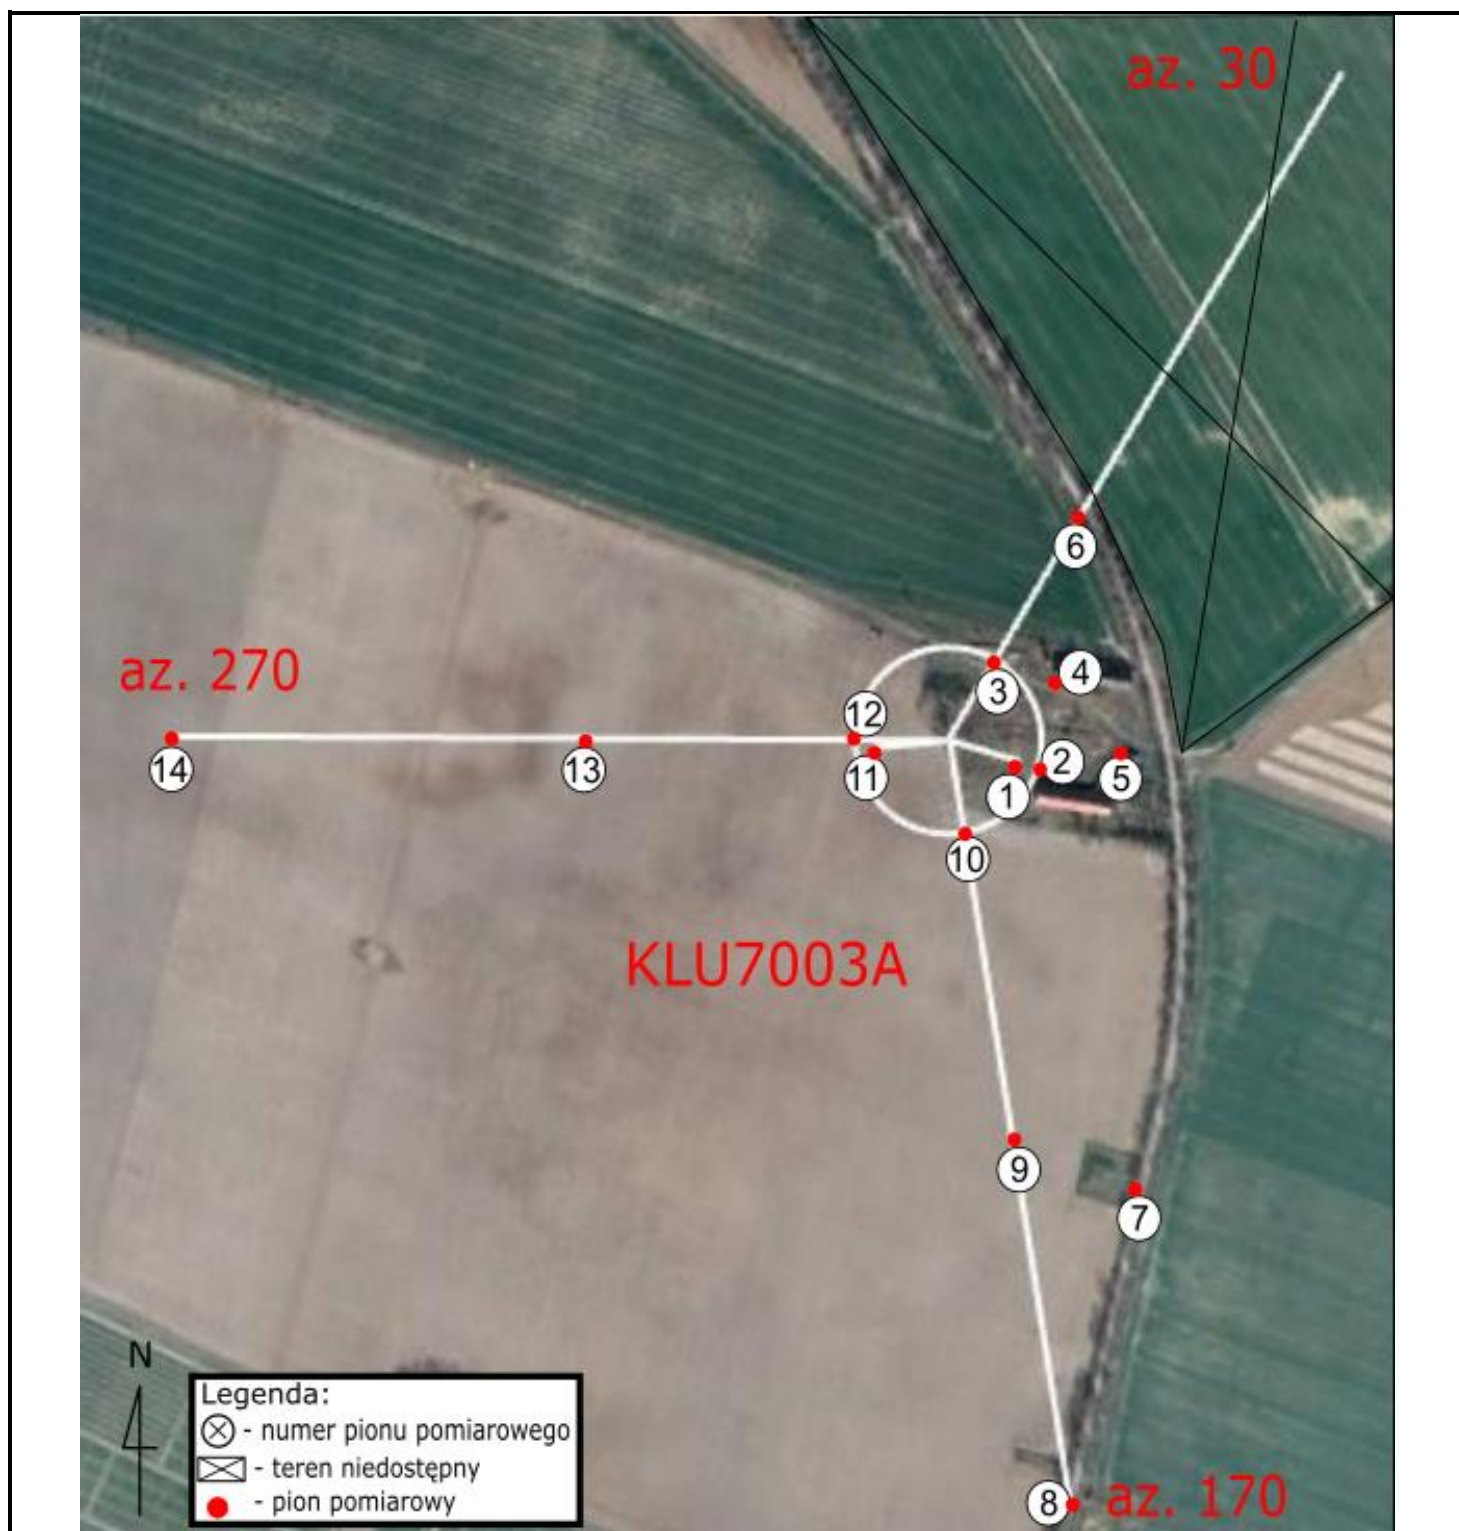 az. 30
6
az. 270
3
4
12
14
13
11
1
2
5
10
KLU7003A
9
7
N
Legenda:
- numer pionu pomiarowego
- teren niedostępny
- pion pomiarowy
8
az. 170